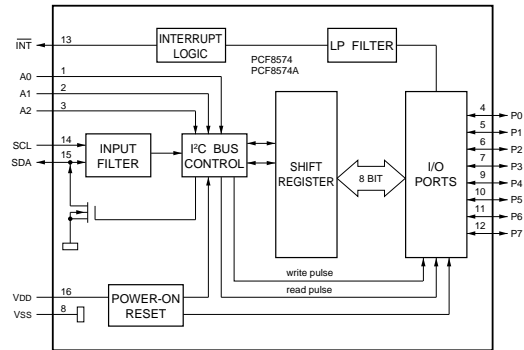 INT 13
INTERRUPT LOGIC
LP FILTER
PCF8574
PCF8574A
A0 1
A1 2
A2 3
SCL 14
SDA 15
INPUT FILTER
I²C BUS CONTROL
SHIFT REGISTER
8 BIT
I/O PORTS
4 P0
5 P1
6 P2
7 P3
9 P4
10 P5
11 P6
12 P7
write pulse
read pulse
VDD 16
VSS 8
POWER-ON RESET